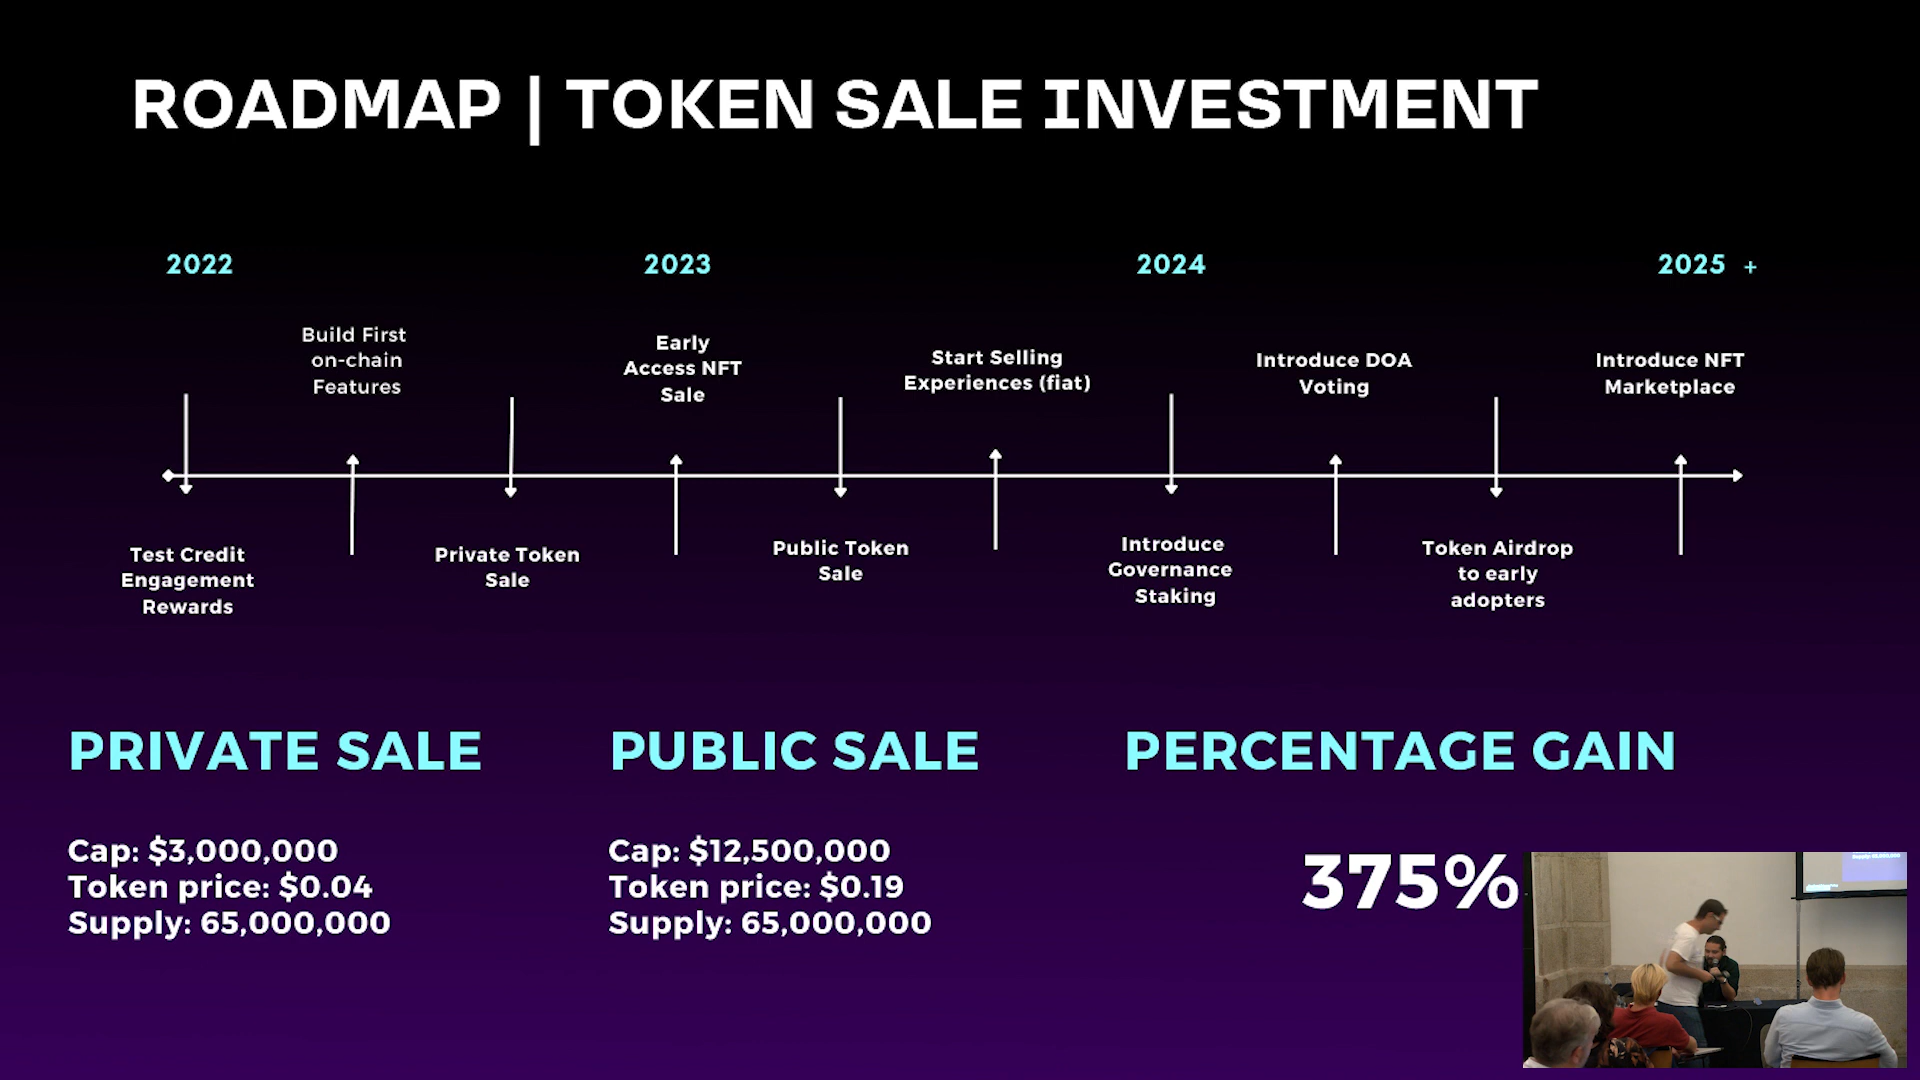 ROADMAP | TOKEN SALE INVESTMENT
2022
2023
2024
2025 +
Build First
on-chain
Features
Early
Access NFT
Sale
Start Selling
Experiences (fiat)
Introduce DOA
Voting
Introduce NFT
Marketplace
Test Credit
Engagement
Rewards
Private Token
Sale
Public Token
Sale
Introduce
Governance
Staking
Token Airdrop
to early
adopters
PRIVATE SALE
Cap: $3,000,000
Token price: $0.04
Supply: 65,000,000
PUBLIC SALE
Cap: $12,500,000
Token price: $0.19
Supply: 65,000,000
PERCENTAGE GAIN
375%